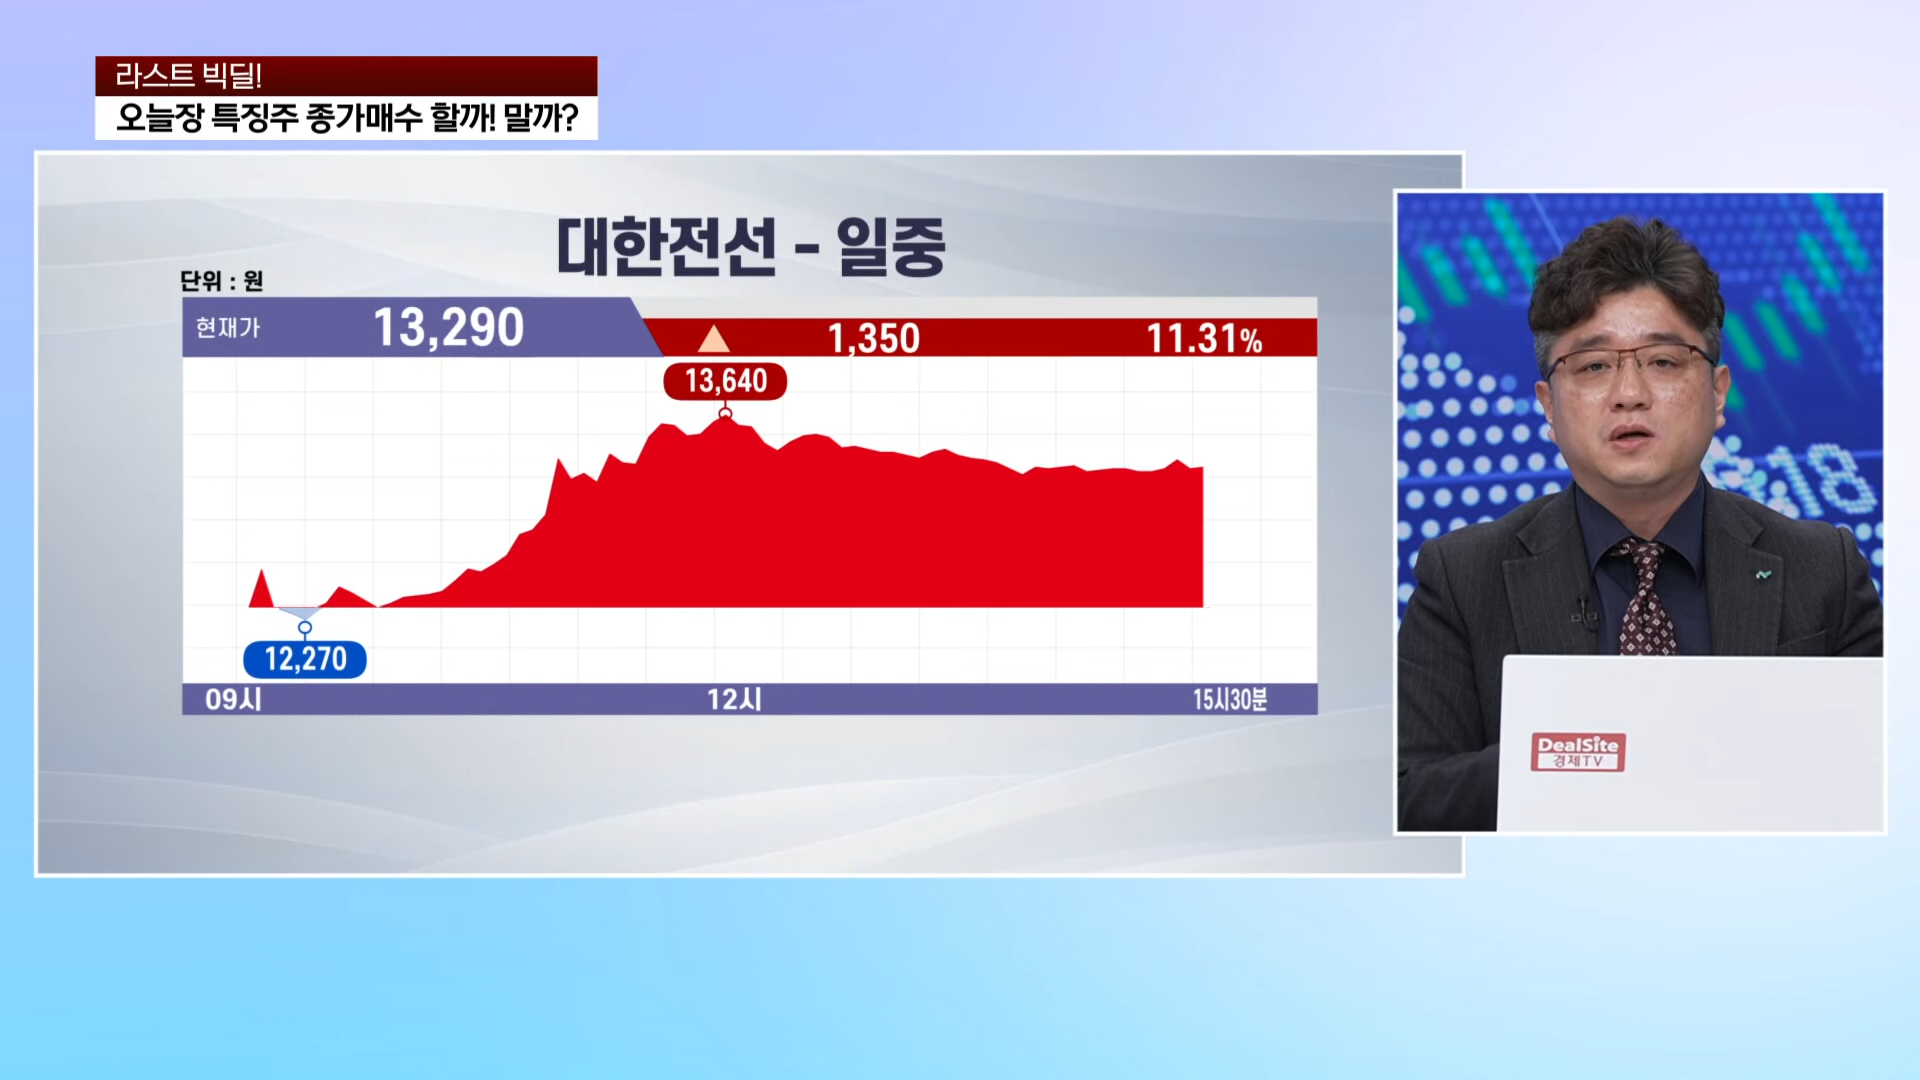 라스트 빅딜!
오늘장 특징주 종가매수 할까! 말까?
대한전선 - 일중
단위 : 원
현재가 13,290 ▲ 1,350 11.31%
13,640
12,270
09시 12시 15시30분
18
DealSite
경제TV